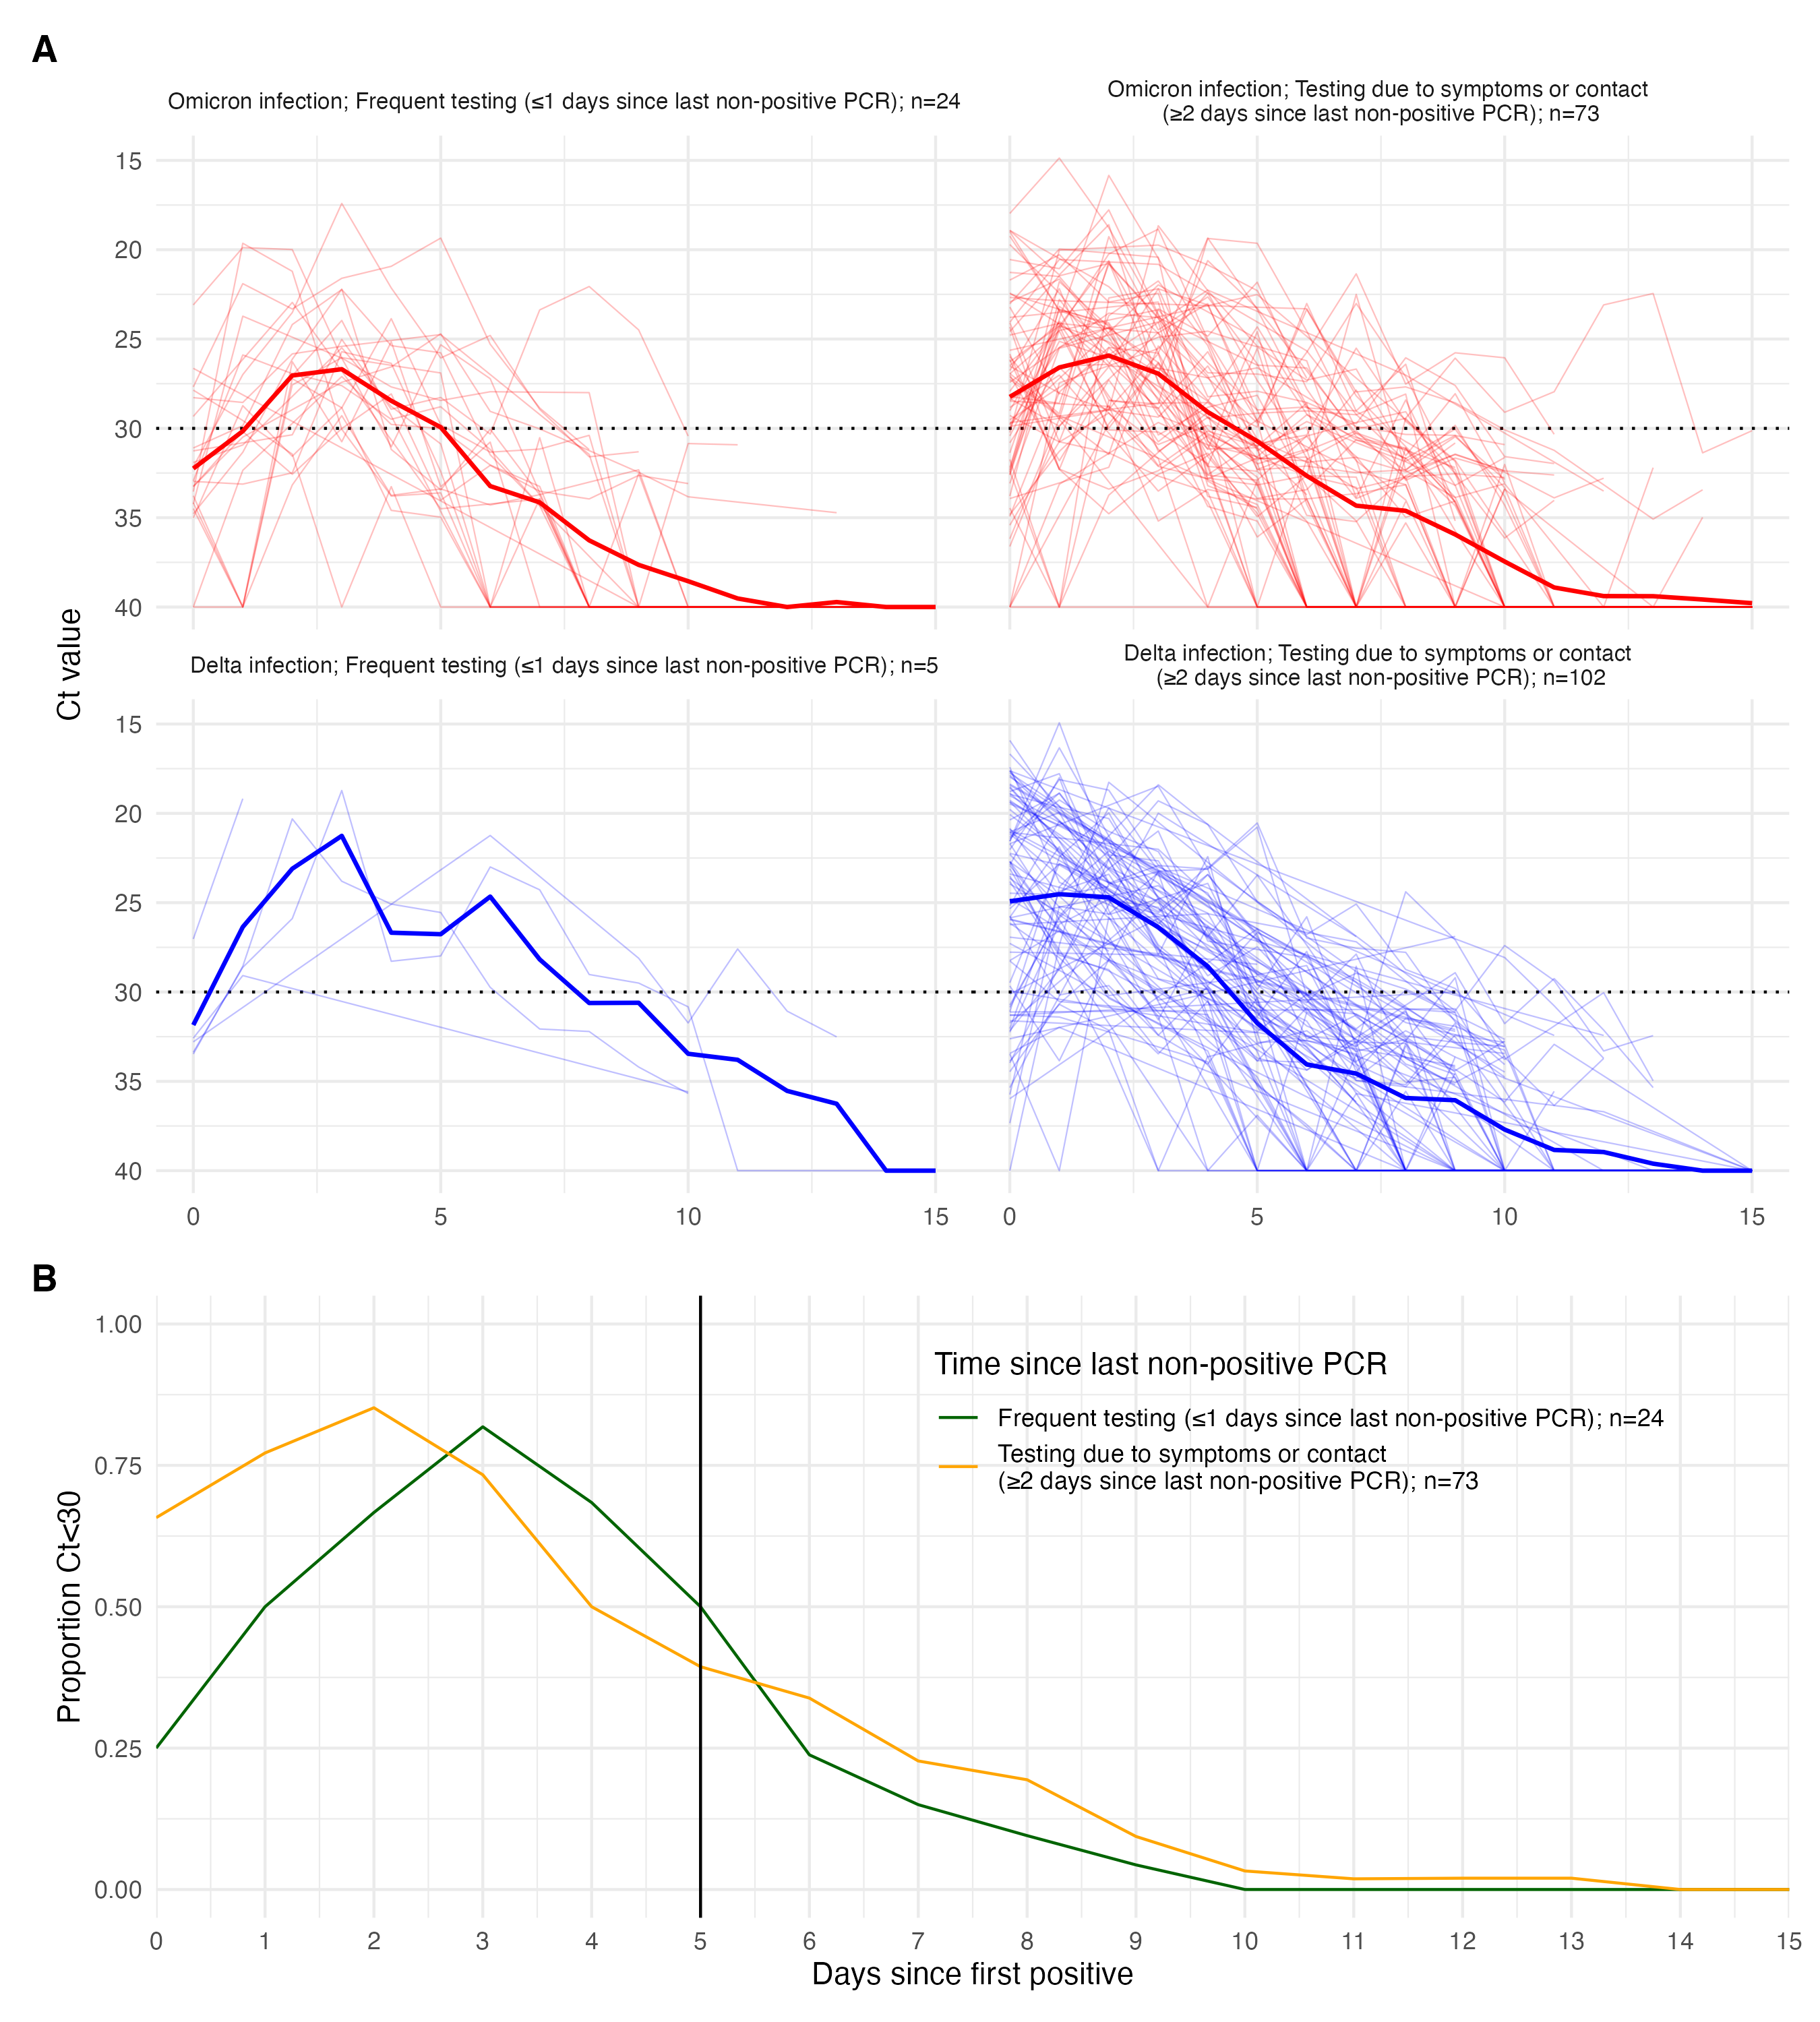 A
Omicron infection; Frequent testing (≤1 days since last non-positive PCR); n=24
Omicron infection; Testing due to symptoms or contact
(≥2 days since last non-positive PCR); n=73
15
20
25
30
35
40
Ct value
Delta infection; Frequent testing (≤1 days since last non-positive PCR); n=5
Delta infection; Testing due to symptoms or contact
(≥2 days since last non-positive PCR); n=102
15
20
25
30
35
40
0 5 10 15
0 5 10 15
B
1.00
0.75
0.50
0.25
0.00
Proportion Ct<30
Time since last non-positive PCR
Frequent testing (≤1 days since last non-positive PCR); n=24
Testing due to symptoms or contact
(≥2 days since last non-positive PCR); n=73
0 1 2 3 4 5 6 7 8 9 10 11 12 13 14 15
Days since first positive